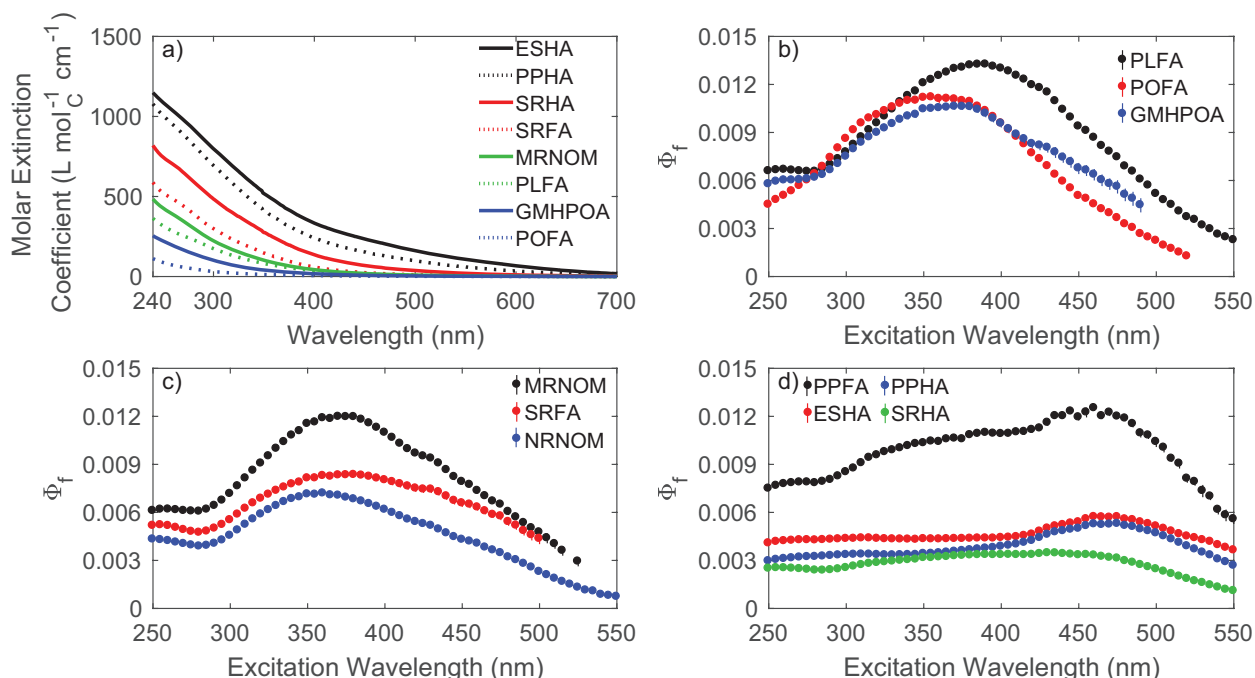 a)
1500
1000
500
0
240
300
400
500
600
700
Molar Extinction
Coefficient (L mol_C^-1 cm^-1)
Wavelength (nm)
ESHA
PPHA
SRHA
SRFA
MRNOM
PLFA
GMHPOA
POFA
b)
0.015
0.012
0.009
0.006
0.003
0
250
300
350
400
450
500
550
Φf
Excitation Wavelength (nm)
PLFA
POFA
GMHPOA
c)
0.015
0.012
0.009
0.006
0.003
0
250
300
350
400
450
500
550
Φf
Excitation Wavelength (nm)
MRNOM
SRFA
NRNOM
d)
0.015
0.012
0.009
0.006
0.003
0
250
300
350
400
450
500
550
Φf
Excitation Wavelength (nm)
PPFA
PPHA
ESHA
SRHA